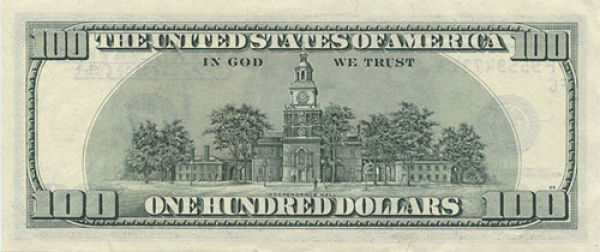 100 THE UNITED STATES OF AMERICA 100
IN GOD WE TRUST
INDEPENDENCE HALL
100 ONE HUNDRED DOLLARS 100